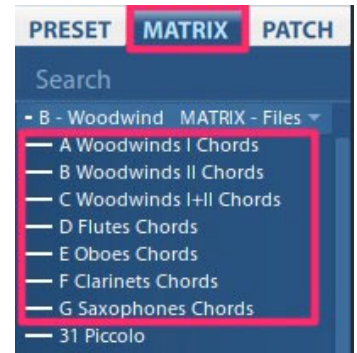 PRESET MATRIX PATCH
Search
- B - Woodwind MATRIX - Files
A Woodwinds I Chords
B Woodwinds II Chords
C Woodwinds I+II Chords
D Flutes Chords
E Oboes Chords
F Clarinets Chords
G Saxophones Chords
31 Piccolo